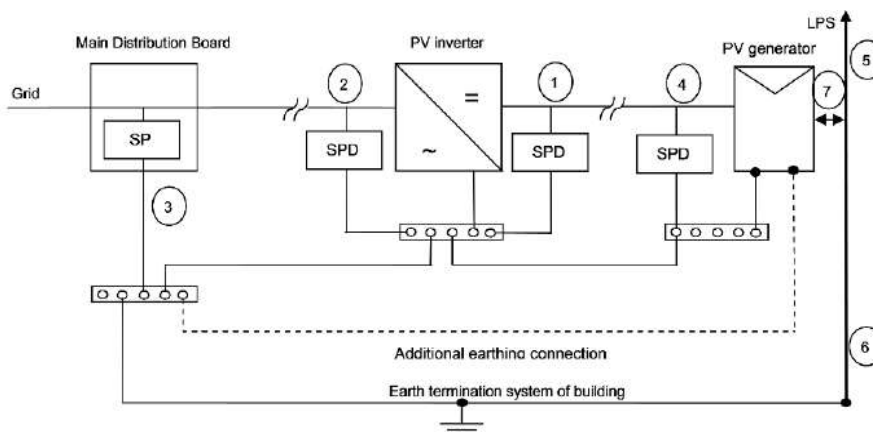 LPS
Main Distribution Board
PV inverter
PV generator
5
2
1
4
7
Grid
=
~
SP
SPD
SPD
SPD
3
Additional earthing connection
6
Earth termination system of building